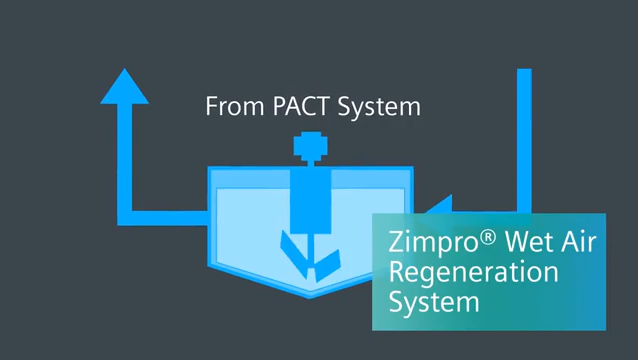 From PACT System
Zimpro® Wet Air
Regeneration
System